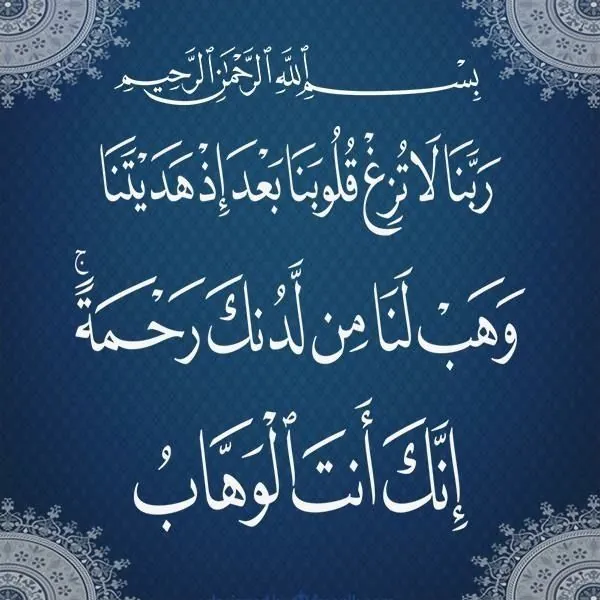 بِسْمِ ٱللَّهِ ٱلرَّحْمَٰنِ ٱلرَّحِيمِ
رَبَّنَا لَا تُزِغْ قُلُوبَنَا بَعْدَ إِذْ هَدَيْتَنَا
وَهَبْ لَنَا مِن لَّدُنكَ رَحْمَةً ۚ
إِنَّكَ أَنتَ ٱلْوَهَّابُ